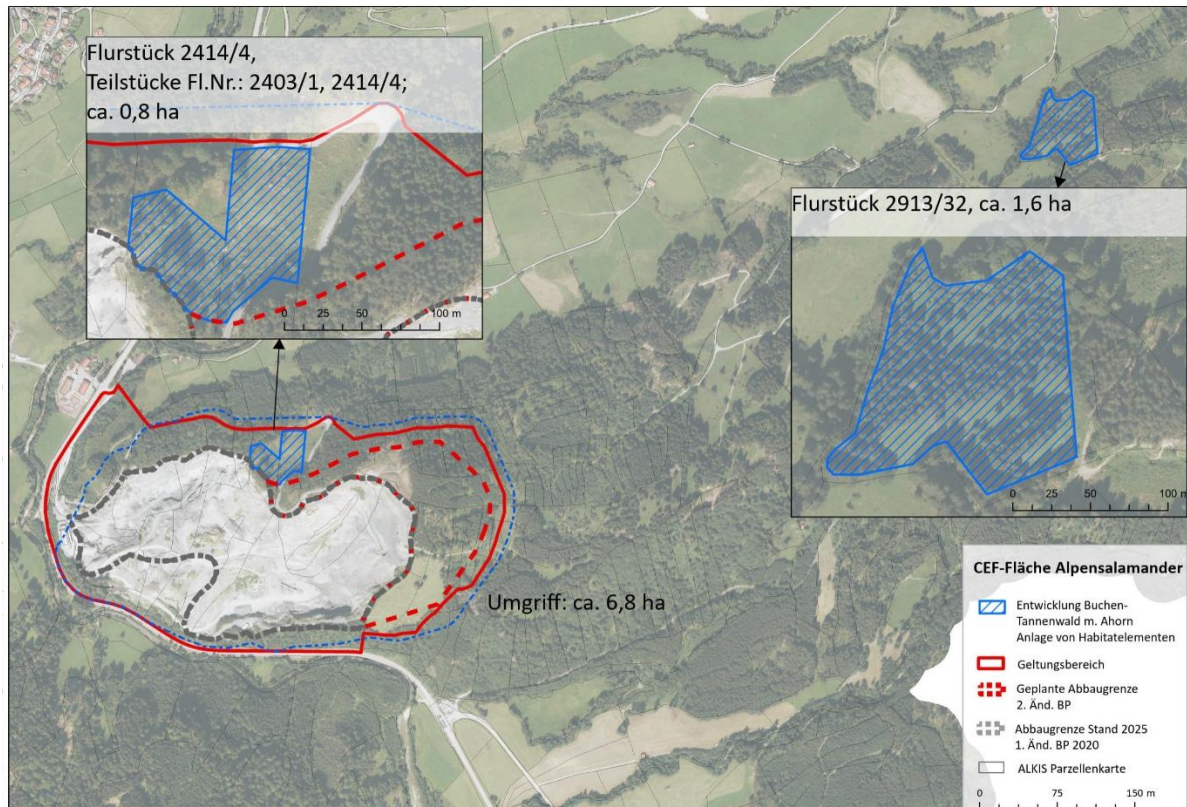 Flurstück 2414/4,
Teilstücke Fl.Nr.: 2403/1, 2414/4;
ca. 0,8 ha
0 25 50 100 m
Flurstück 2913/32, ca. 1,6 ha
0 25 50 100 m
Umgriff: ca. 6,8 ha
CEF-Fläche Alpensalamander
Entwicklung Buchen-
Tannenwald m. Ahorn
Anlage von Habitatelementen
Geltungsbereich
Geplante Abbaugrenze
2. Änd. BP
Abbaugrenze Stand 2025
1. Änd. BP 2020
ALKIS Parzellenkarte
0 75 150 m